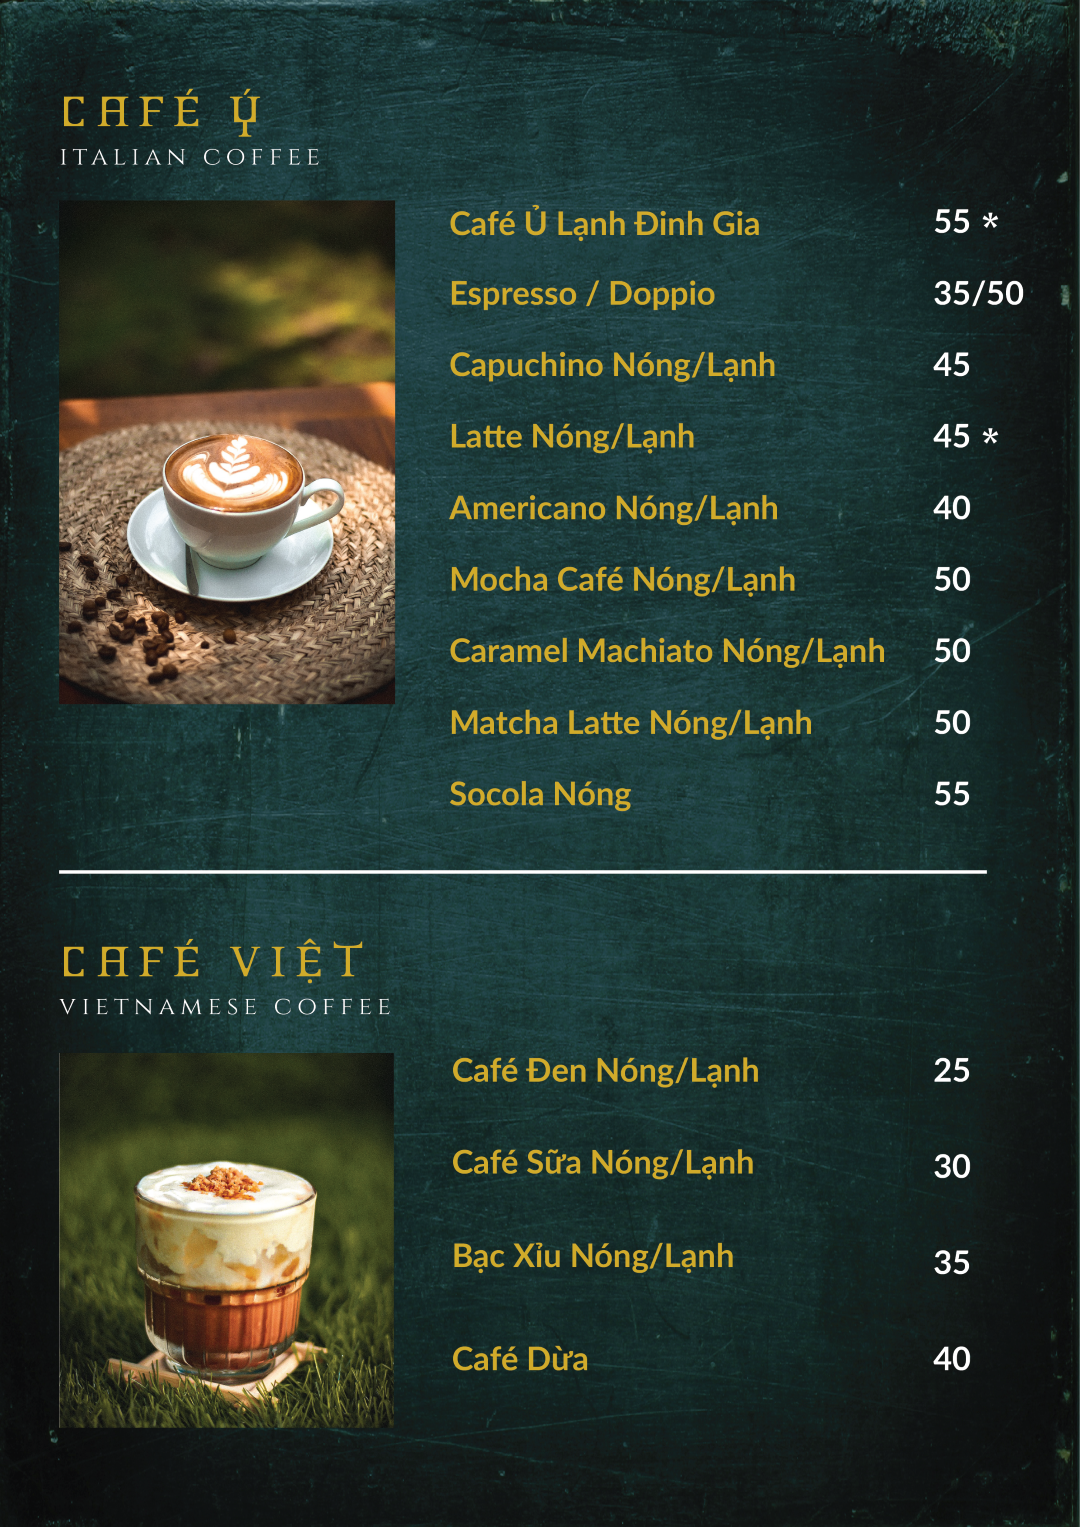 CAFÉ Ý
ITALIAN COFFEE
Café Ủ Lạnh Đinh Gia 55 *
Espresso / Doppio 35/50
Capuchino Nóng/Lạnh 45
Latte Nóng/Lạnh 45 *
Americano Nóng/Lạnh 40
Mocha Café Nóng/Lạnh 50
Caramel Machiato Nóng/Lạnh 50
Matcha Latte Nóng/Lạnh 50
Socola Nóng 55
CAFÉ VIỆT
VIETNAMESE COFFEE
Café Đen Nóng/Lạnh 25
Café Sữa Nóng/Lạnh 30
Bạc Xỉu Nóng/Lạnh 35
Café Dừa 40